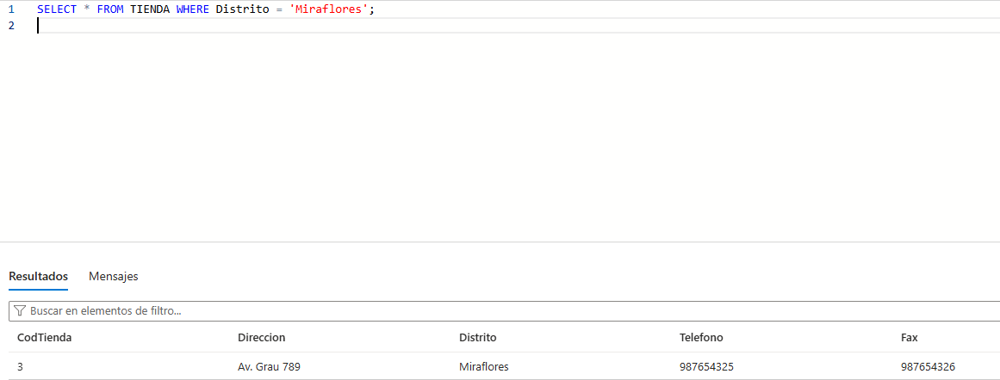 1 SELECT * FROM TIENDA WHERE Distrito = 'Miraflores';
2
Resultados Mensajes
Buscar en elementos de filtro...
CodTienda Direccion Distrito Telefono Fax
3 Av. Grau 789 Miraflores 987654325 987654326